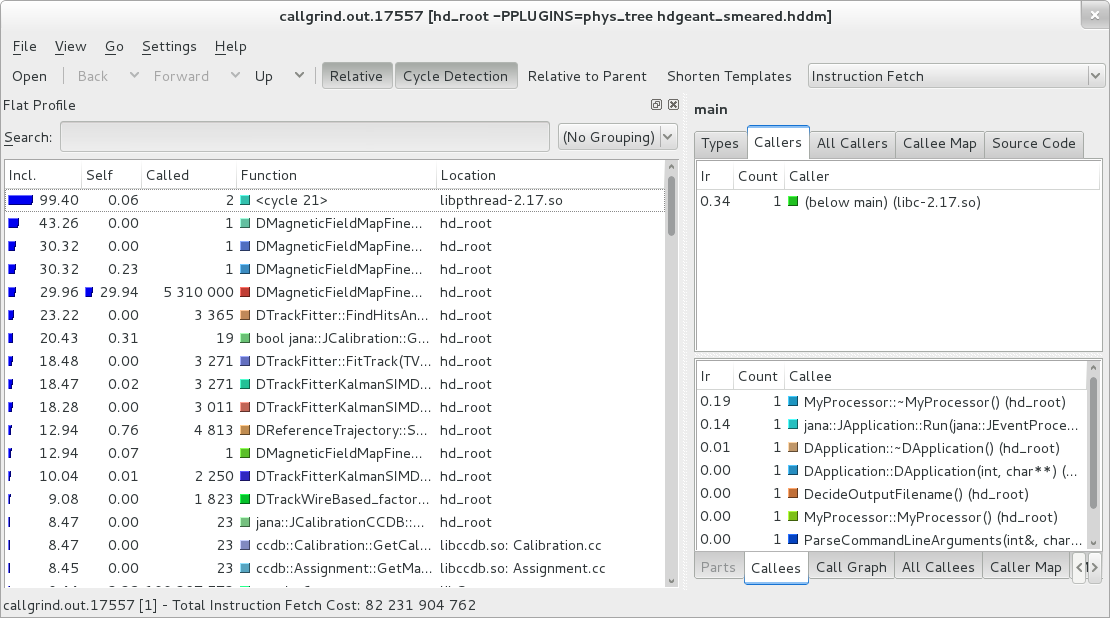 callgrind.out.17557 [hd_root -PPLUGINS=phys_tree hdgeant_smeared.hddm]
File View Go Settings Help
Open Back Forward Up Relative Cycle Detection Relative to Parent Shorten Templates Instruction Fetch
Flat Profile
Search: (No Grouping)
Incl. Self Called Function Location
99.40 0.06 2 <cycle 21> libpthread-2.17.so
43.26 0.00 1 DMagneticFieldMapFine... hd_root
30.32 0.00 1 DMagneticFieldMapFine... hd_root
30.32 0.23 1 DMagneticFieldMapFine... hd_root
29.96 29.94 5 310 000 DMagneticFieldMapFine... hd_root
23.22 0.00 3 365 DTrackFitter::FindHitsAn... hd_root
20.43 0.31 19 bool jana::JCalibration::G... hd_root
18.48 0.00 3 271 DTrackFitter::FitTrack(TV... hd_root
18.47 0.02 3 271 DTrackFitterKalmanSIMD... hd_root
18.28 0.00 3 011 DTrackFitterKalmanSIMD... hd_root
12.94 0.76 4 813 DReferenceTrajectory::S... hd_root
12.94 0.07 1 DMagneticFieldMapFine... hd_root
10.04 0.01 2 250 DTrackFitterKalmanSIMD... hd_root
9.08 0.00 1 823 DTrackWireBased_factor... hd_root
8.47 0.00 23 jana::JCalibrationCCDB::... hd_root
8.47 0.00 23 ccdb::Calibration::GetCal... libccdb.so: Calibration.cc
8.45 0.00 23 ccdb::Assignment::GetMa... libccdb.so: Assignment.cc
main
Types Callers All Callers Callee Map Source Code
Ir Count Caller
0.34 1 (below main) (libc-2.17.so)
Ir Count Callee
0.19 1 MyProcessor::~MyProcessor() (hd_root)
0.14 1 jana::JApplication::Run(jana::JEventProce...
0.01 1 DApplication::~DApplication() (hd_root)
0.00 1 DApplication::DApplication(int, char**) (...
0.00 1 DecideOutputFilename() (hd_root)
0.00 1 MyProcessor::MyProcessor() (hd_root)
0.00 1 ParseCommandLineArguments(int&, char...
Parts Callees Call Graph All Callees Caller Map
callgrind.out.17557 [1] - Total Instruction Fetch Cost: 82 231 904 762